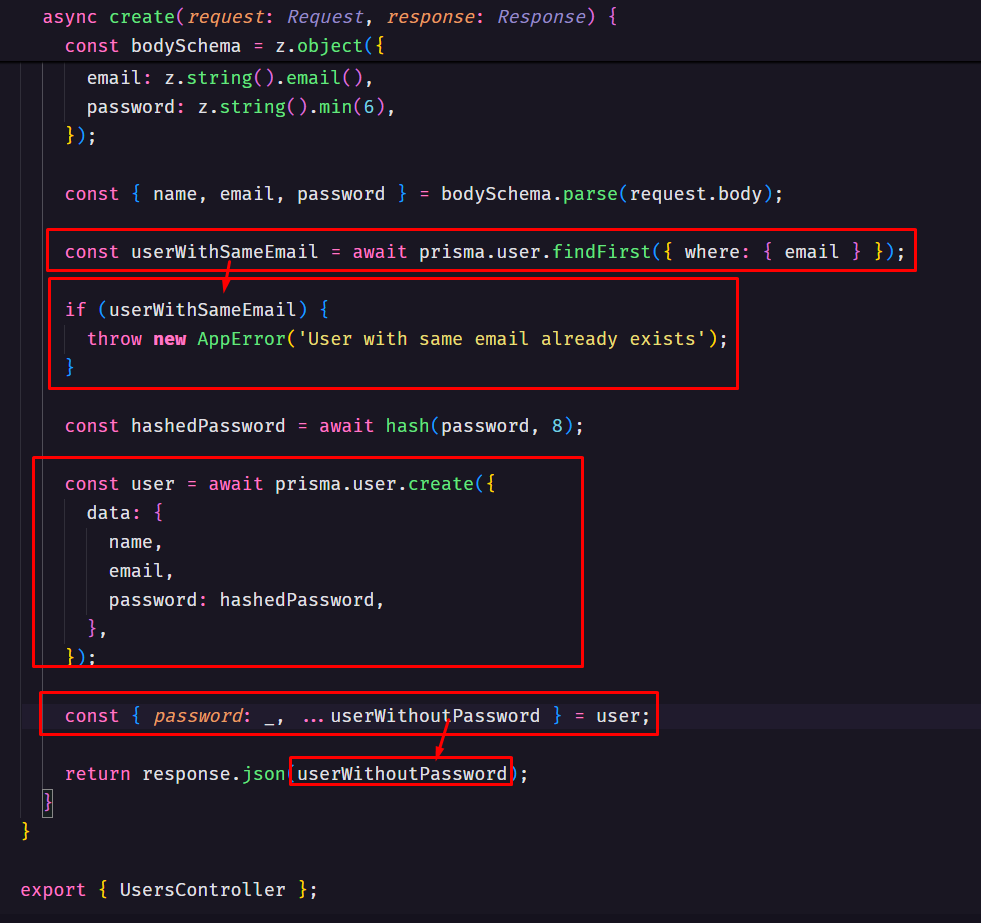 async create(request: Request, response: Response) {
const bodySchema = z.object({
email: z.string().email(),
password: z.string().min(6),
});
const { name, email, password } = bodySchema.parse(request.body);
const userWithSameEmail = await prisma.user.findFirst({ where: { email } });
if (userWithSameEmail) {
throw new AppError('User with same email already exists');
}
const hashedPassword = await hash(password, 8);
const user = await prisma.user.create({
data: {
name,
email,
password: hashedPassword,
},
});
const { password: _, ...userWithoutPassword } = user;
return response.json(userWithoutPassword);
}
}
export { UsersController };